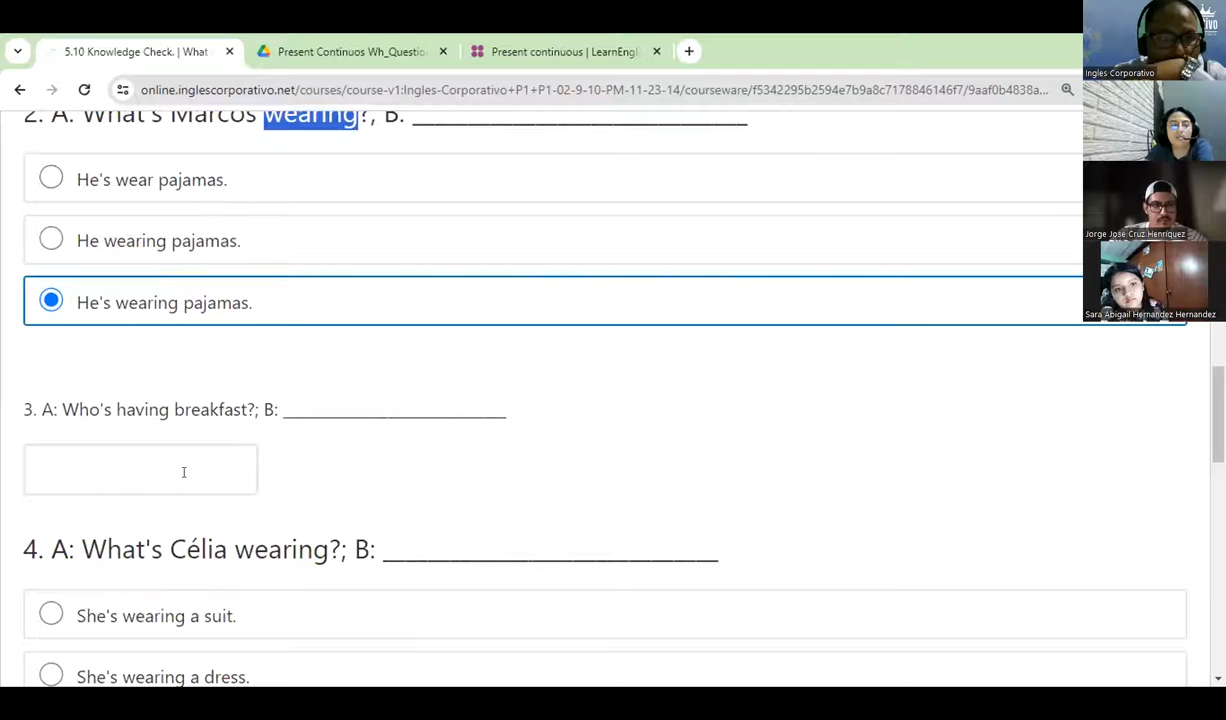 5.10 Knowledge Check. | What
Present Continuos Wh_Questio
Present continuous | LearnEngl
online.inglescorporativo.net/courses/course-v1:Ingles-Corporativo+P1+P1-02-9-10-PM-11-23-14/courseware/f5342295b2594e7b9a8c7178846146f7/9aaf0b4838a...
Ingles Corporativo
Jorge José Cruz Henríquez
Sara Abigail Hernandez Hernandez
2. A: What's Marcos wearing?; B: ______________________________
He's wear pajamas.
He wearing pajamas.
He's wearing pajamas.
3. A: Who's having breakfast?; B: __________________________
4. A: What's Célia wearing?; B: ______________________________
She's wearing a suit.
She's wearing a dress.